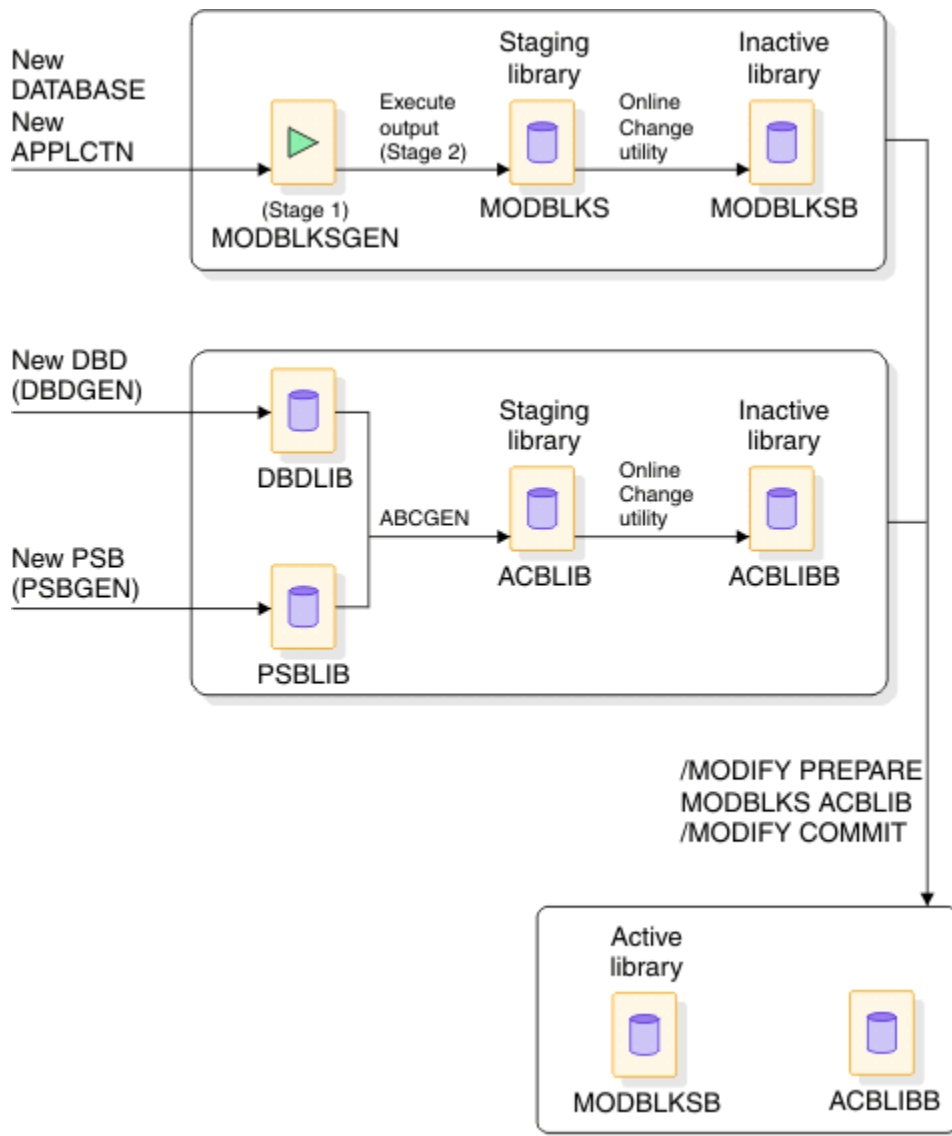 New
DATABASE
New
APPLCTN
(Stage 1)
MODBLKSGEN
Execute
output
(Stage 2)
Staging
library
MODBLKS
Online
Change
utility
Inactive
library
MODBLKSB
New DBD
(DBDGEN)
DBDLIB
New PSB
(PSBGEN)
PSBLIB
ABCGEN
Staging
library
ACBLIB
Online
Change
utility
Inactive
library
ACBLIBB
/MODIFY PREPARE
MODBLKS ACBLIB
/MODIFY COMMIT
Active
library
MODBLKSB
ACBLIBB